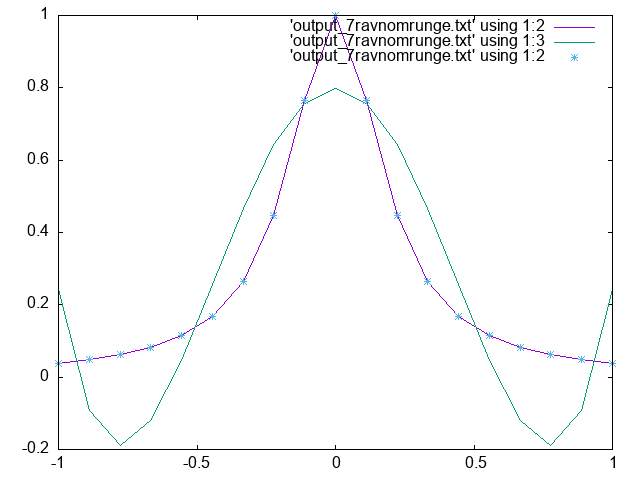 'output_7ravnomrunge.txt' using 1:2
'output_7ravnomrunge.txt' using 1:3
'output_7ravnomrunge.txt' using 1:2
1
0.8
0.6
0.4
0.2
0
-0.2
-1 -0.5 0 0.5 1